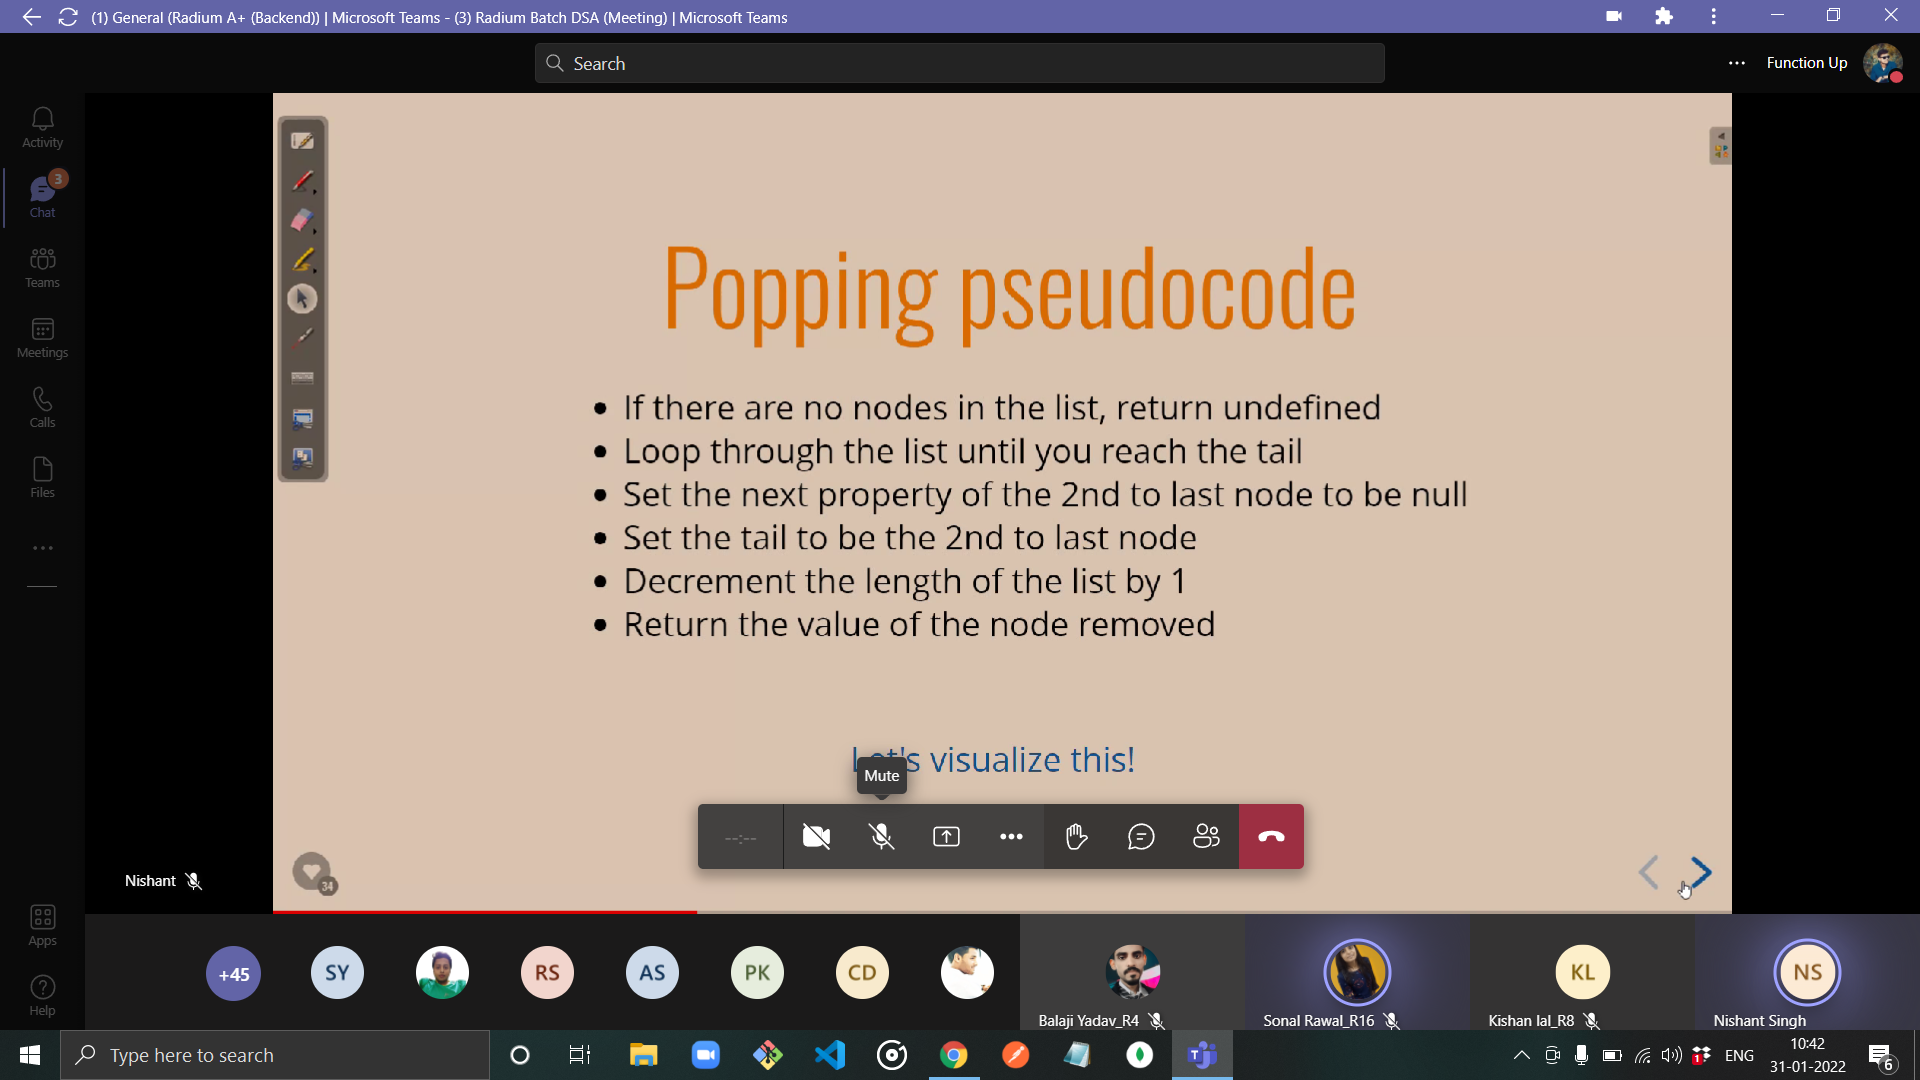 (1) General (Radium A+ (Backend)) | Microsoft Teams - (3) Radium Batch DSA (Meeting) | Microsoft Teams
Search
Function Up
Activity
3
Chat
Teams
Meetings
Calls
Files
Apps
Help
Popping pseudocode
• If there are no nodes in the list, return undefined
• Loop through the list until you reach the tail
• Set the next property of the 2nd to last node to be null
• Set the tail to be the 2nd to last node
• Decrement the length of the list by 1
• Return the value of the node removed
Let's visualize this!
Mute
--:--
Nishant
34
+45
SY
RS
AS
PK
CD
KL
NS
Balaji Yadav_R4
Sonal Rawal_R16
Kishan lal_R8
Nishant Singh
Type here to search
1
ENG
10:42
31-01-2022
6